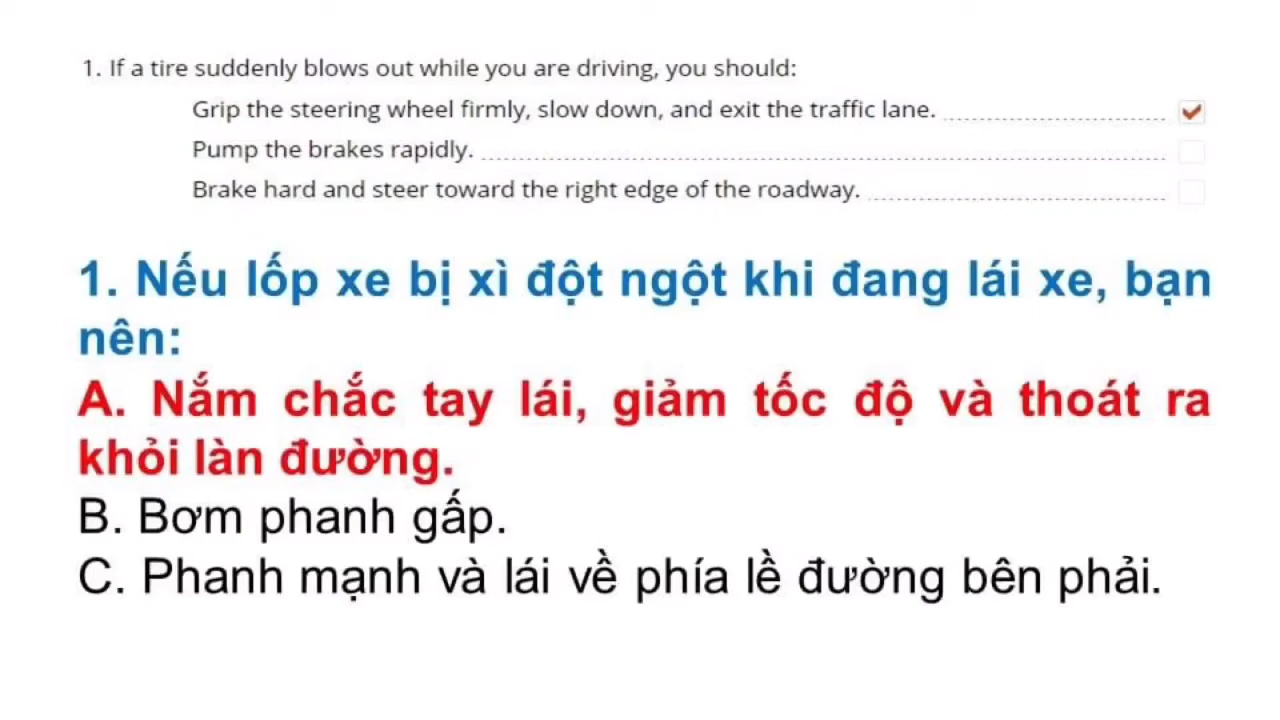 1. If a tire suddenly blows out while you are driving, you should:
Grip the steering wheel firmly, slow down, and exit the traffic lane.
Pump the brakes rapidly.
Brake hard and steer toward the right edge of the roadway.
1. Nếu lốp xe bị xì đột ngột khi đang lái xe, bạn
nên:
A. Nắm chắc tay lái, giảm tốc độ và thoát ra
khỏi làn đường.
B. Bơm phanh gấp.
C. Phanh mạnh và lái về phía lề đường bên phải.